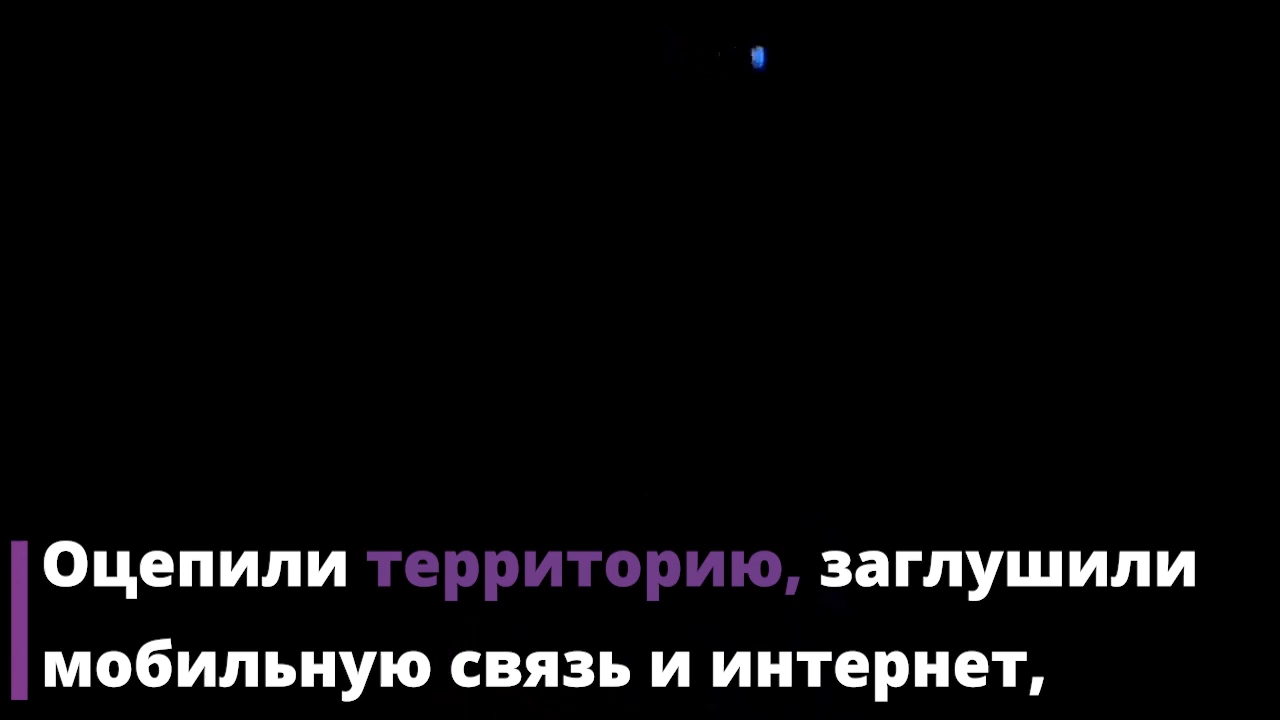 Оцепили территорию, заглушили
мобильную связь и интернет,